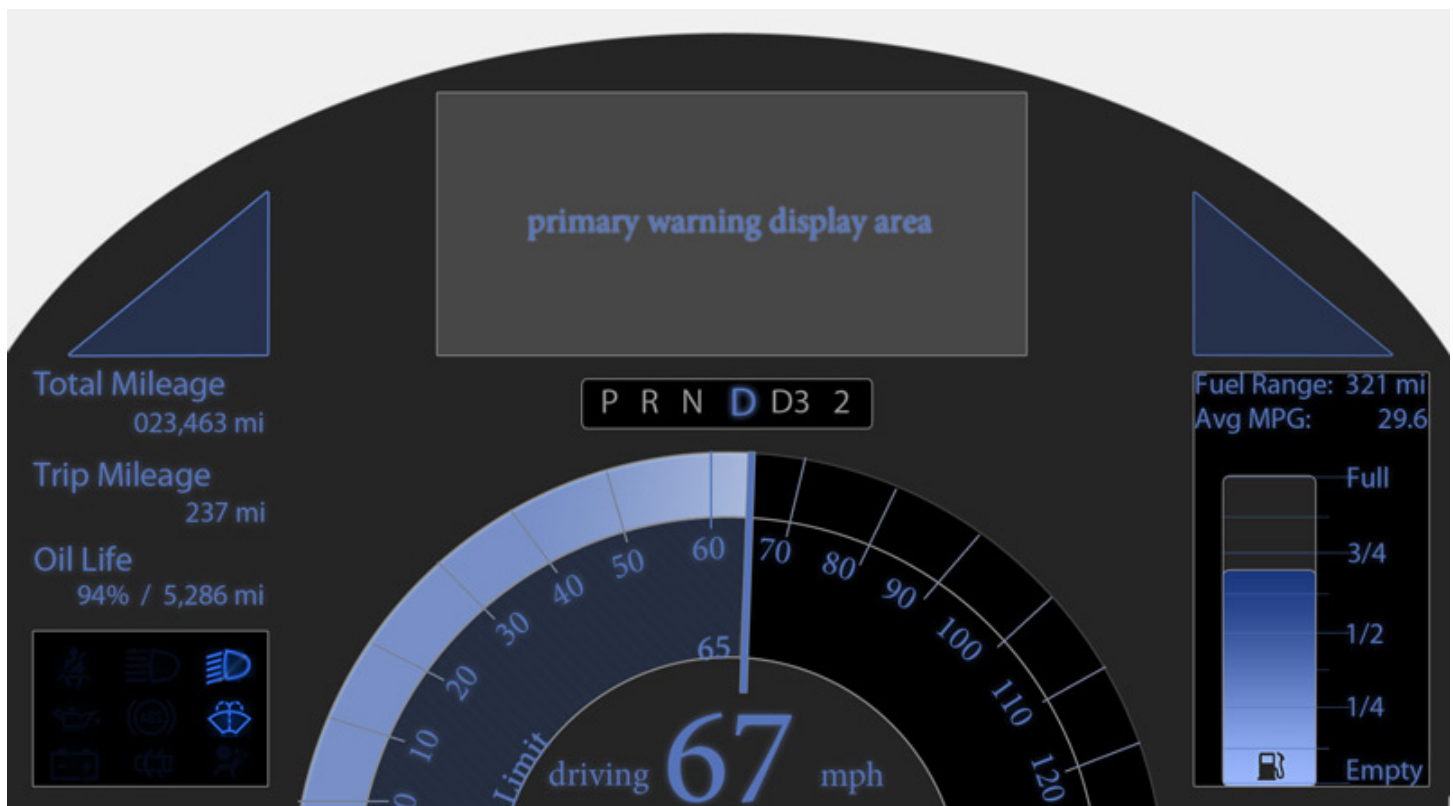 primary warning display area
Total Mileage
023,463 mi
Trip Mileage
237 mi
Oil Life
94% / 5,286 mi
P R N D D3 2
Fuel Range: 321 mi
Avg MPG: 29.6
Full
3/4
1/2
1/4
Empty
0
10
20
30
40
50
60
70
80
90
100
110
120
65
Limit
driving 67 mph
ABS